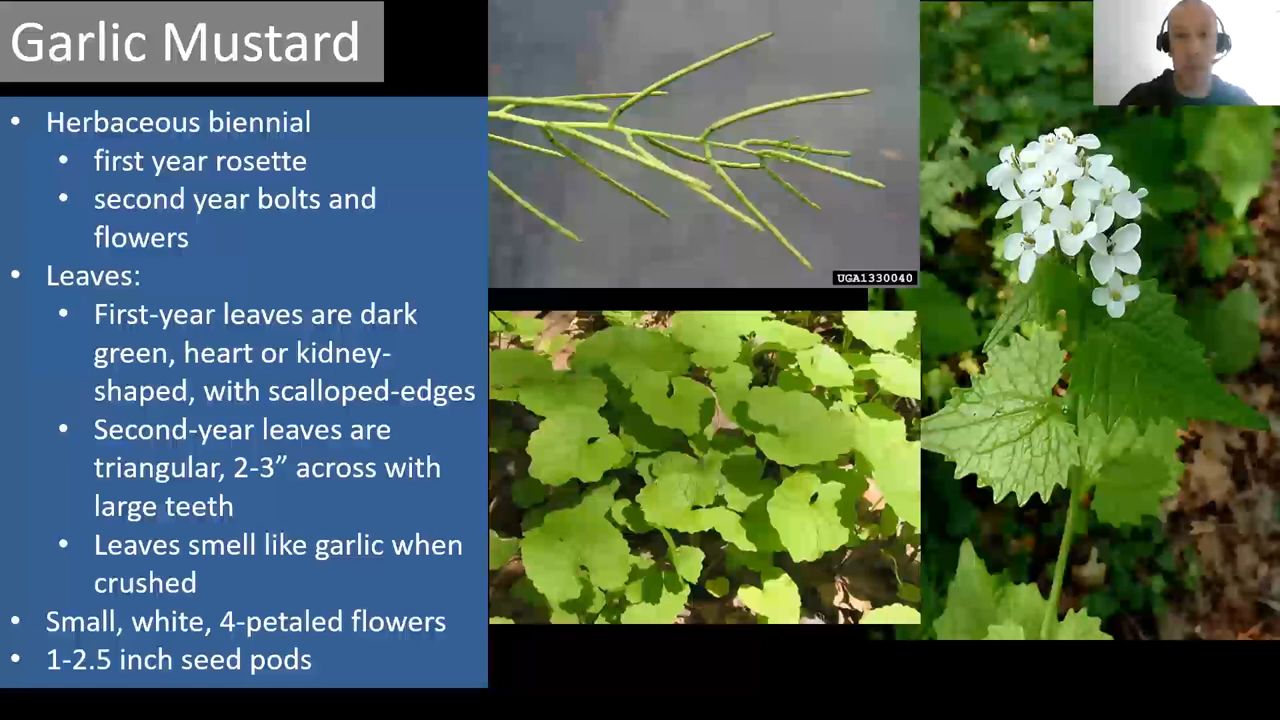 Garlic Mustard
• Herbaceous biennial
• first year rosette
• second year bolts and
flowers
• Leaves:
• First-year leaves are dark
green, heart or kidney-
shaped, with scalloped-edges
• Second-year leaves are
triangular, 2-3” across with
large teeth
• Leaves smell like garlic when
crushed
• Small, white, 4-petaled flowers
• 1-2.5 inch seed pods
UGA1330040